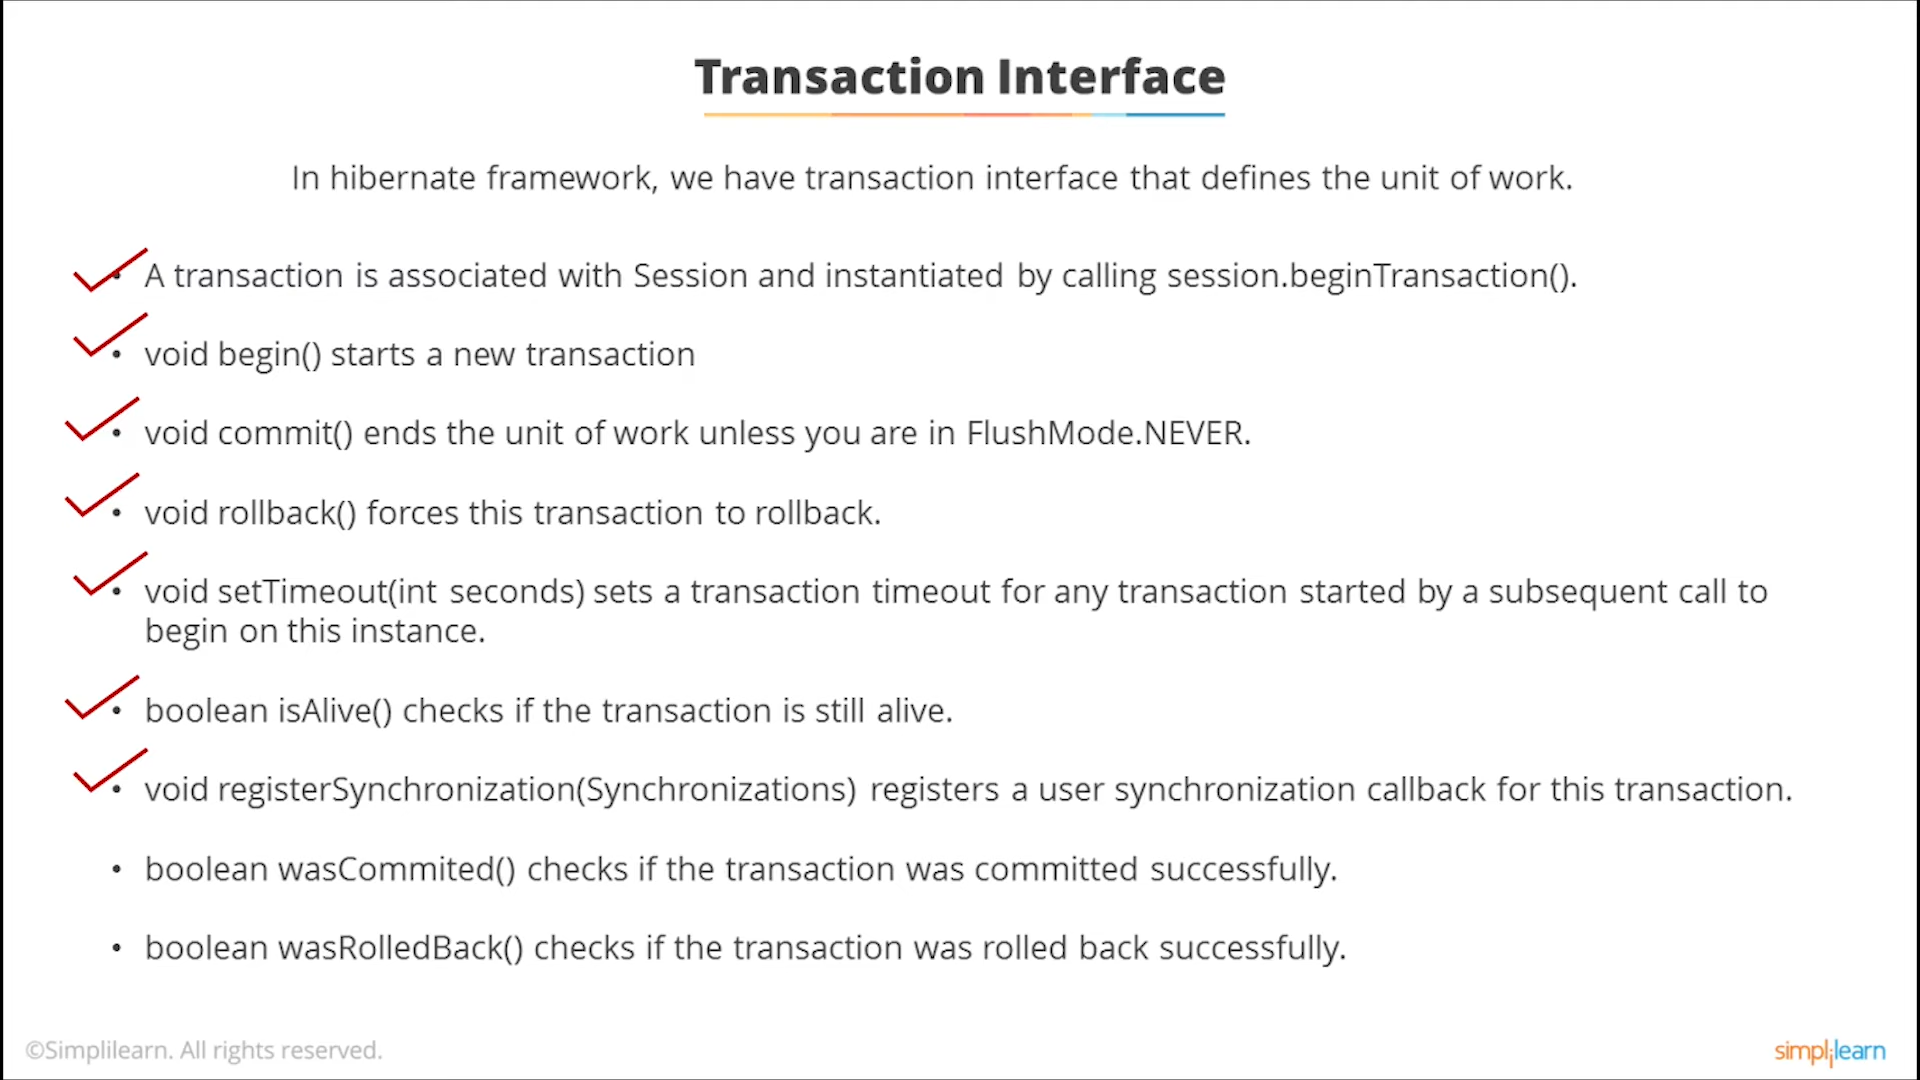 Transaction Interface
In hibernate framework, we have transaction interface that defines the unit of work.
• A transaction is associated with Session and instantiated by calling session.beginTransaction().
• void begin() starts a new transaction
• void commit() ends the unit of work unless you are in FlushMode.NEVER.
• void rollback() forces this transaction to rollback.
• void setTimeout(int seconds) sets a transaction timeout for any transaction started by a subsequent call to
begin on this instance.
• boolean isAlive() checks if the transaction is still alive.
• void registerSynchronization(Synchronizations) registers a user synchronization callback for this transaction.
• boolean wasCommited() checks if the transaction was committed successfully.
• boolean wasRolledBack() checks if the transaction was rolled back successfully.
©Simplilearn. All rights reserved.
simplilearn